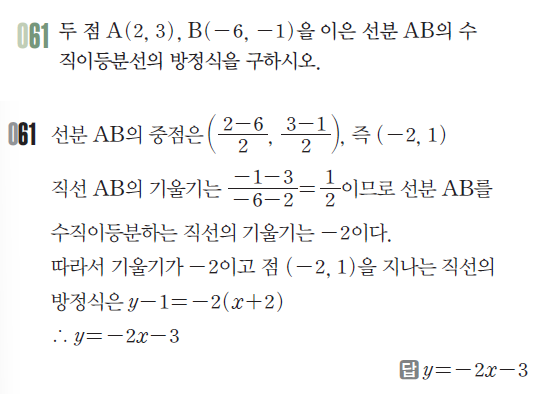 061 두 점 A(2, 3), B(−6, −1)을 이은 선분 AB의 수
직이등분선의 방정식을 구하시오.
061 선분 AB의 중점은 (\frac{2−6}{2}, \frac{3−1}{2}), 즉 (−2, 1)
직선 AB의 기울기는 \frac{−1−3}{−6−2}=\frac{1}{2}이므로 선분 AB를
수직이등분하는 직선의 기울기는 −2이다.
따라서 기울기가 −2이고 점 (−2, 1)을 지나는 직선의
방정식은 y−1=−2(x+2)
∴ y=−2x−3
답 y=−2x−3